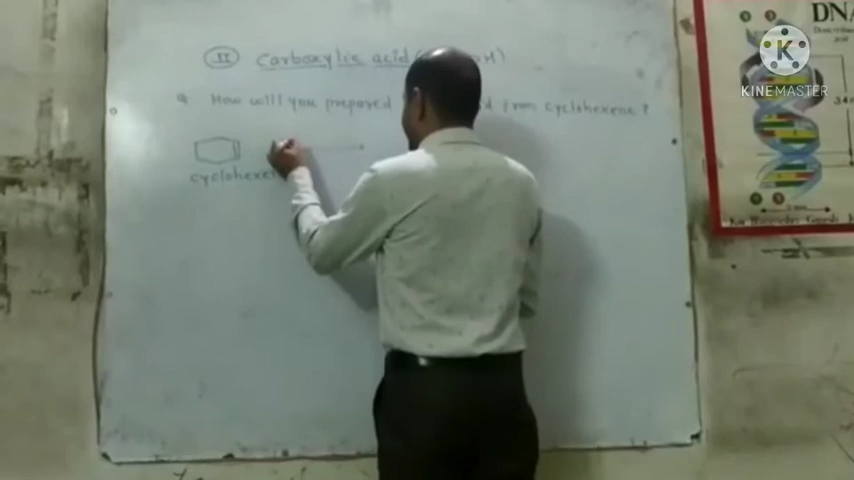 II Carboxylic acid (
Q How will you prepared from cyclohexene?
cyclohexe
DNA
K
KINEMASTER